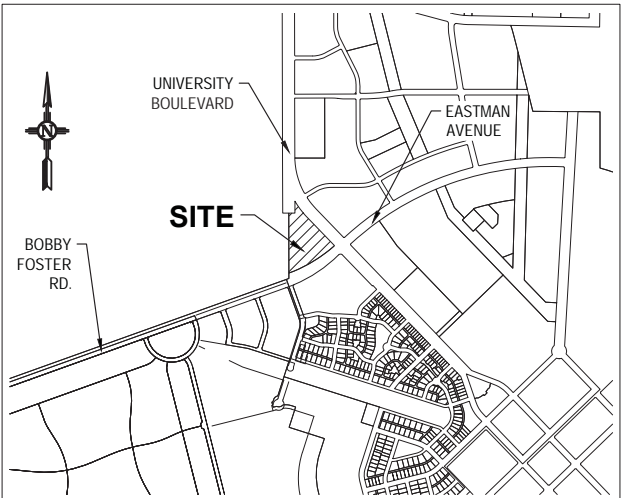 UNIVERSITY
BOULEVARD
EASTMAN
AVENUE
N
SITE
BOBBY
FOSTER
RD.